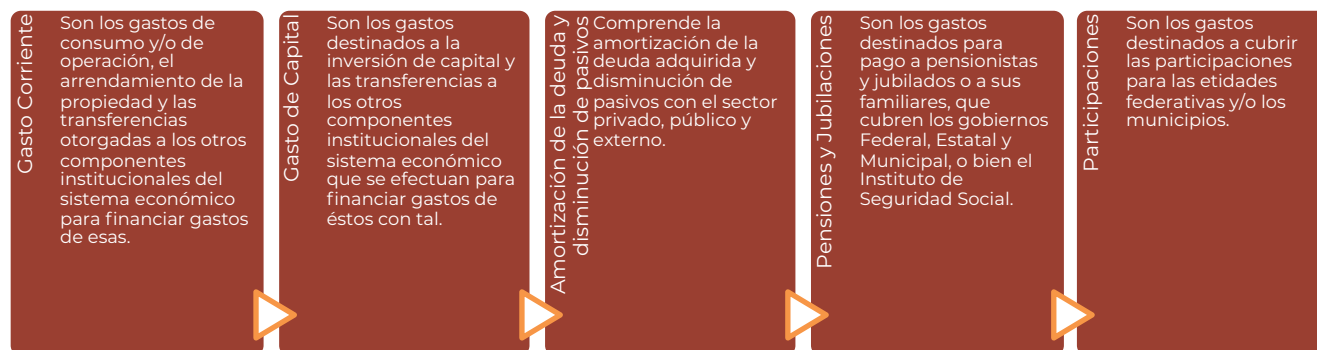 Gasto Corriente
Son los gastos de
consumo y/o de
operación, el
arrendamiento de la
propiedad y las
transferencias
otorgadas a los otros
componentes
institucionales del
sistema económico
para financiar gastos
de esas.
Gasto de Capital
Son los gastos
destinados a la
inversión de capital y
las transferencias a
los otros
componentes
institucionales del
sistema económico
que se efectuan para
financiar gastos de
éstos con tal.
Amortización de la deuda y
disminución de pasivos
Comprende la
amortización de la
deuda adquirida y
disminución de
pasivos con el sector
privado, público y
externo.
Pensiones y Jubilaciones
Son los gastos
destinados para
pago a pensionistas
y jubilados o a sus
familiares, que
cubren los gobiernos
Federal, Estatal y
Municipal, o bien el
Instituto de
Seguridad Social.
Participaciones
Son los gastos
destinados a cubrir
las participaciones
para las etidades
federativas y/o los
municipios.